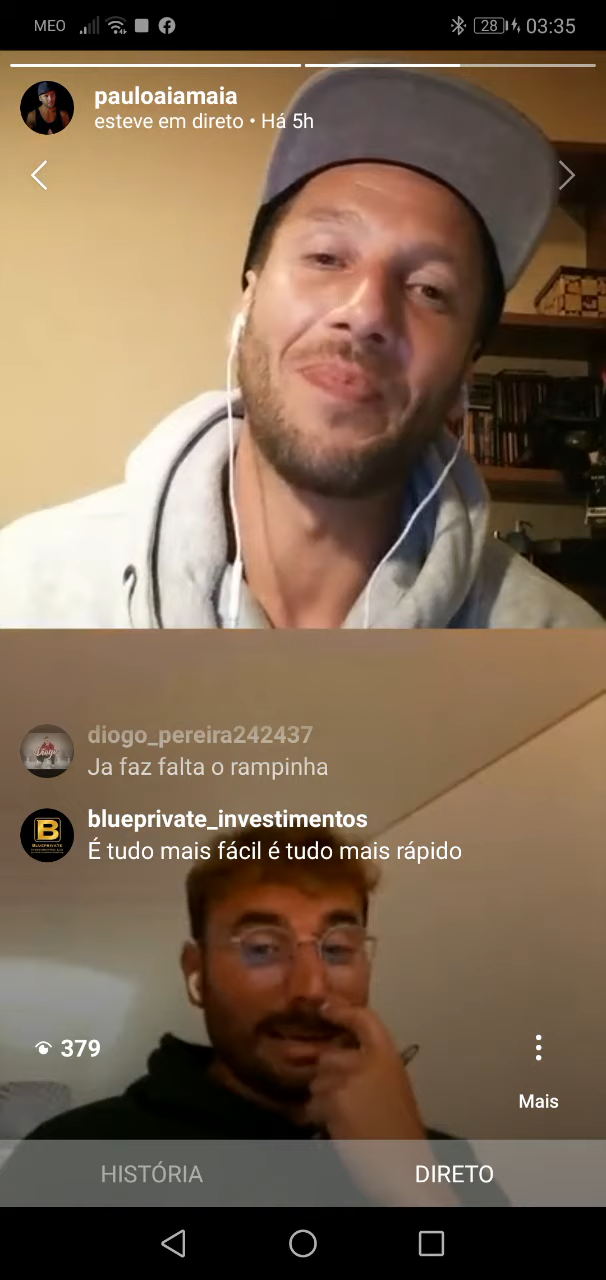 MEO
28
03:35
pauloaiamaia
esteve em direto • Há 5h
diogo_pereira242437
Ja faz falta o rampinha
blueprivate_investimentos
É tudo mais fácil é tudo mais rápido
B
BLUEPRIVATE
379
Mais
HISTÓRIA
DIRETO